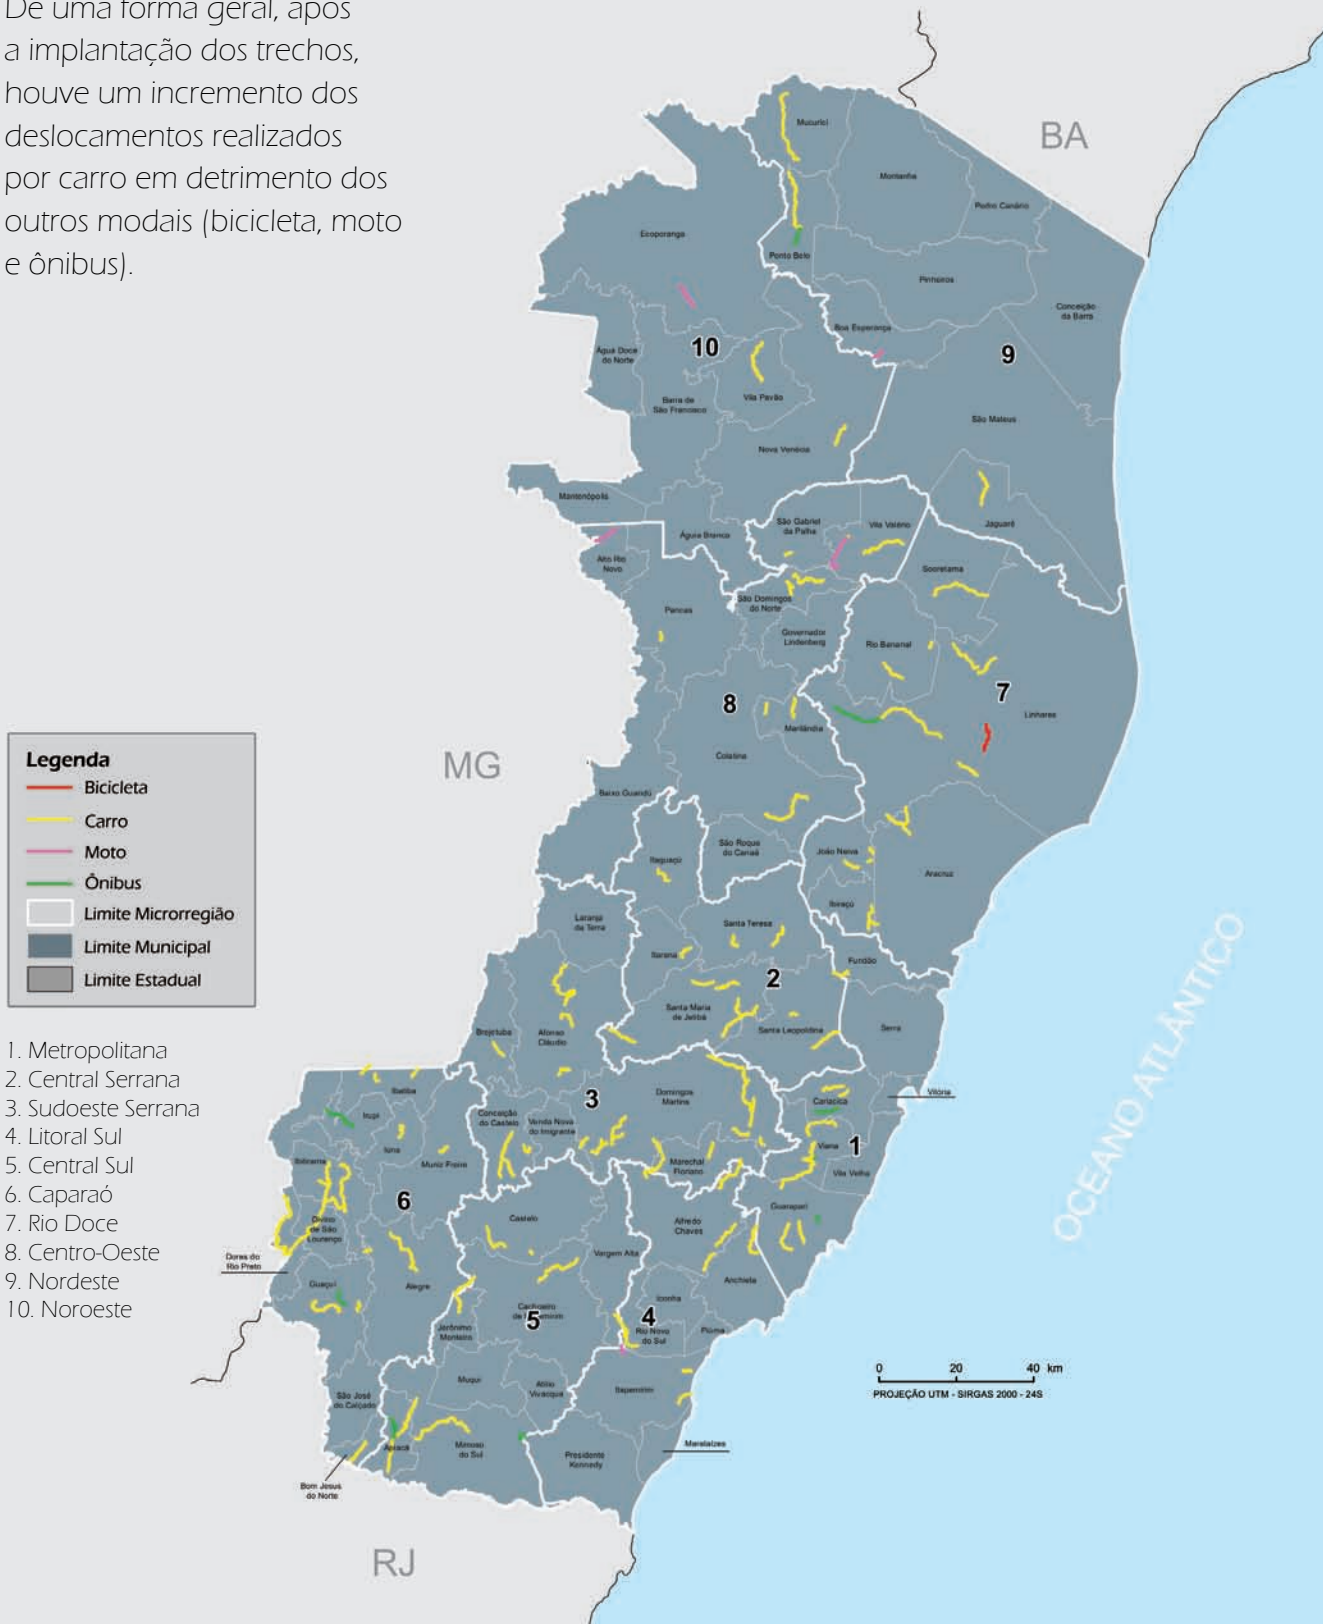 De uma forma geral, após
a implantação dos trechos,
houve um incremento dos
deslocamentos realizados
por carro em detrimento dos
outros modais (bicicleta, moto
e ônibus).
BA
Mucurici
Montanha
Pedro Canário
Ecoporanga
Ponto Belo
Pinheiros
Conceição
da Barra
Boa Esperança
10
9
Água Doce
do Norte
Vila Pavão
Barra de
São Francisco
São Mateus
Nova Venécia
Mantenópolis
São Gabriel
da Palha
Vila Valério
Jaguaré
Águia Branca
Alto Rio
Novo
Sooretama
São Domingos
do Norte
Pancas
Governador
Lindenberg
Rio Bananal
7
8
Linhares
Marilândia
Colatina
MG
Baixo Guandú
Legenda
Bicicleta
Carro
Moto
Ônibus
Limite Microrregião
Limite Municipal
Limite Estadual
São Roque
do Canaã
João Neiva
Itaguaçú
Aracruz
Ibiraçu
Laranja
da Terra
Santa Teresa
Itarana
Fundão
2
Santa Maria
de Jetibá
Santa Leopoldina
Serra
Brejetuba
Afonso
Cláudio
OCEANO ATLÂNTICO
1. Metropolitana
2. Central Serrana
3. Sudoeste Serrana
4. Litoral Sul
5. Central Sul
6. Caparaó
7. Rio Doce
8. Centro-Oeste
9. Nordeste
10. Noroeste
Ibatiba
Domingos
Martins
3
Cariacica
Vitória
Irupi
Conceição
do Castelo
Venda Nova
do Imigrante
Iúna
Viana
1
Muniz Freire
Ibitirama
Marechal
Floriano
Vila Velha
6
Guarapari
Divino
de São
Lourenço
Castelo
Alfredo
Chaves
Vargem Alta
Dores do
Rio Preto
Guaçuí
Alegre
Anchieta
Iconha
Cachoeiro
de Itapemirim
5
4
Jerônimo
Monteiro
Rio Novo
do Sul
Piúma
0 20 40 km
PROJEÇÃO UTM - SIRGAS 2000 - 24S
Muqui
Atílio
Vivacqua
Itapemirim
São José
do Calçado
Apiacá
Mimoso
do Sul
Marataízes
Presidente
Kennedy
Bom Jesus
do Norte
RJ